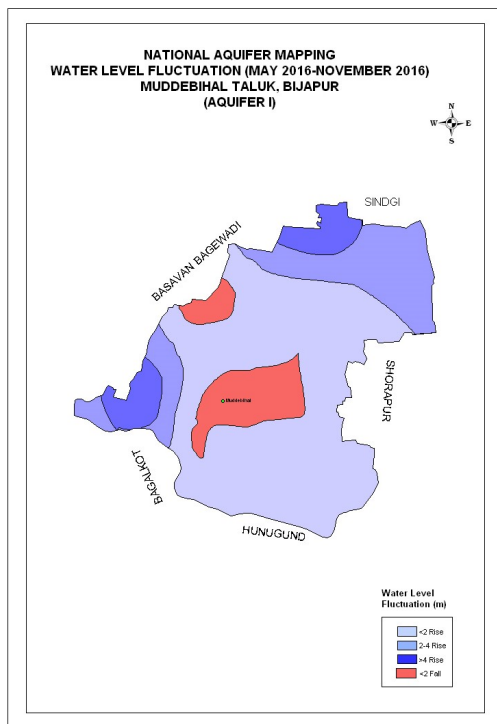 NATIONAL AQUIFER MAPPING
WATER LEVEL FLUCTUATION (MAY 2016-NOVEMBER 2016)
MUDDEBIHAL TALUK, BIJAPUR
(AQUIFER I)
N
W E
S
SINDGI
BASAVAN BAGEWADI
SHORAPUR
Muddebihal
BAGALKOT
HUNUGUND
Water Level
Fluctuation (m)
<2 Rise
2-4 Rise
>4 Rise
<2 Fall